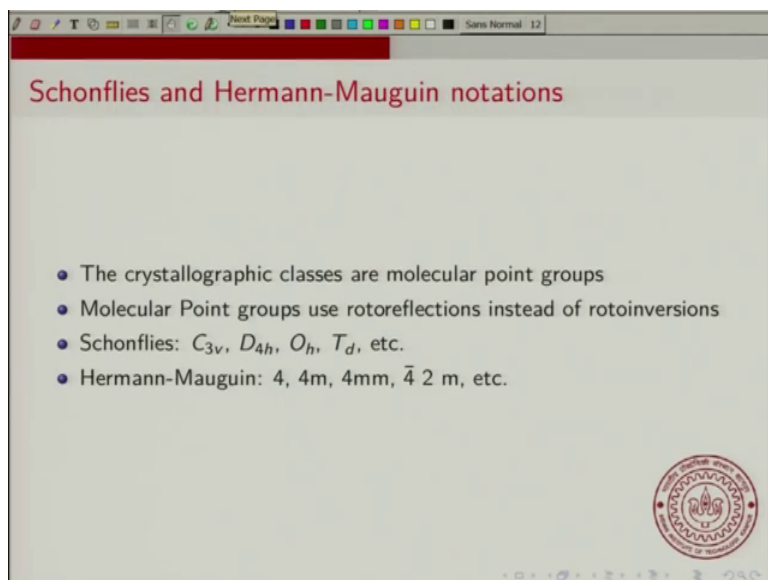 Next Page
Sans Normal 12
Schonflies and Hermann-Mauguin notations
The crystallographic classes are molecular point groups
Molecular Point groups use rotoreflections instead of rotoinversions
Schonflies: C₃ᵥ, D₄ₕ, Oₕ, T_d, etc.
Hermann-Mauguin: 4, 4m, 4mm, 4̄ 2 m, etc.